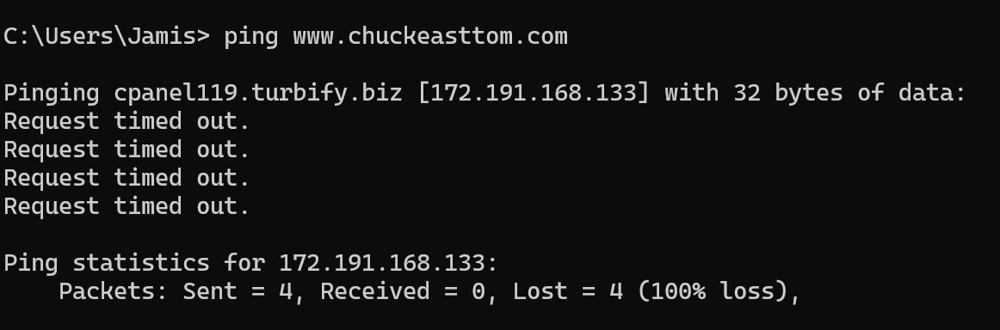 C:\Users\Jamis> ping www.chuckeasttom.com
Pinging cpanel119.turbify.biz [172.191.168.133] with 32 bytes of data:
Request timed out.
Request timed out.
Request timed out.
Request timed out.
Ping statistics for 172.191.168.133:
    Packets: Sent = 4, Received = 0, Lost = 4 (100% loss),